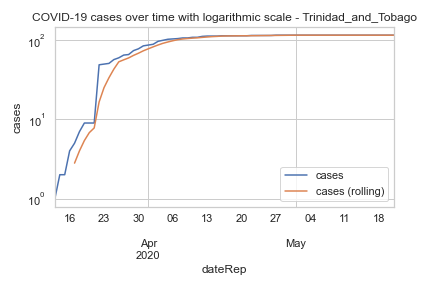 COVID-19 cases over time with logarithmic scale - Trinidad_and_Tobago
cases
10²
10¹
10⁰
cases
cases (rolling)
16 23 30 06 13 20 27 04 11 18
Apr May
2020
dateRep